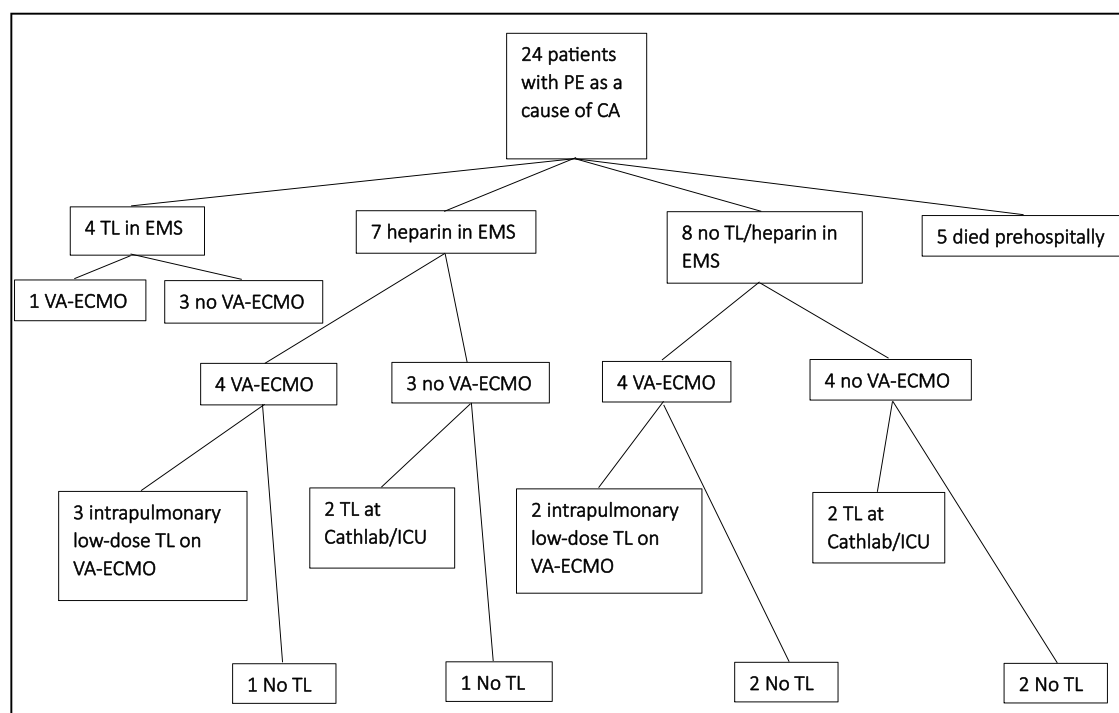 24 patients
with PE as a
cause of CA
4 TL in EMS
7 heparin in EMS
8 no TL/heparin in
EMS
5 died prehospitally
1 VA-ECMO
3 no VA-ECMO
4 VA-ECMO
3 no VA-ECMO
4 VA-ECMO
4 no VA-ECMO
3 intrapulmonary
low-dose TL on
VA-ECMO
2 TL at
Cathlab/ICU
2 intrapulmonary
low-dose TL on
VA-ECMO
2 TL at
Cathlab/ICU
1 No TL
1 No TL
2 No TL
2 No TL